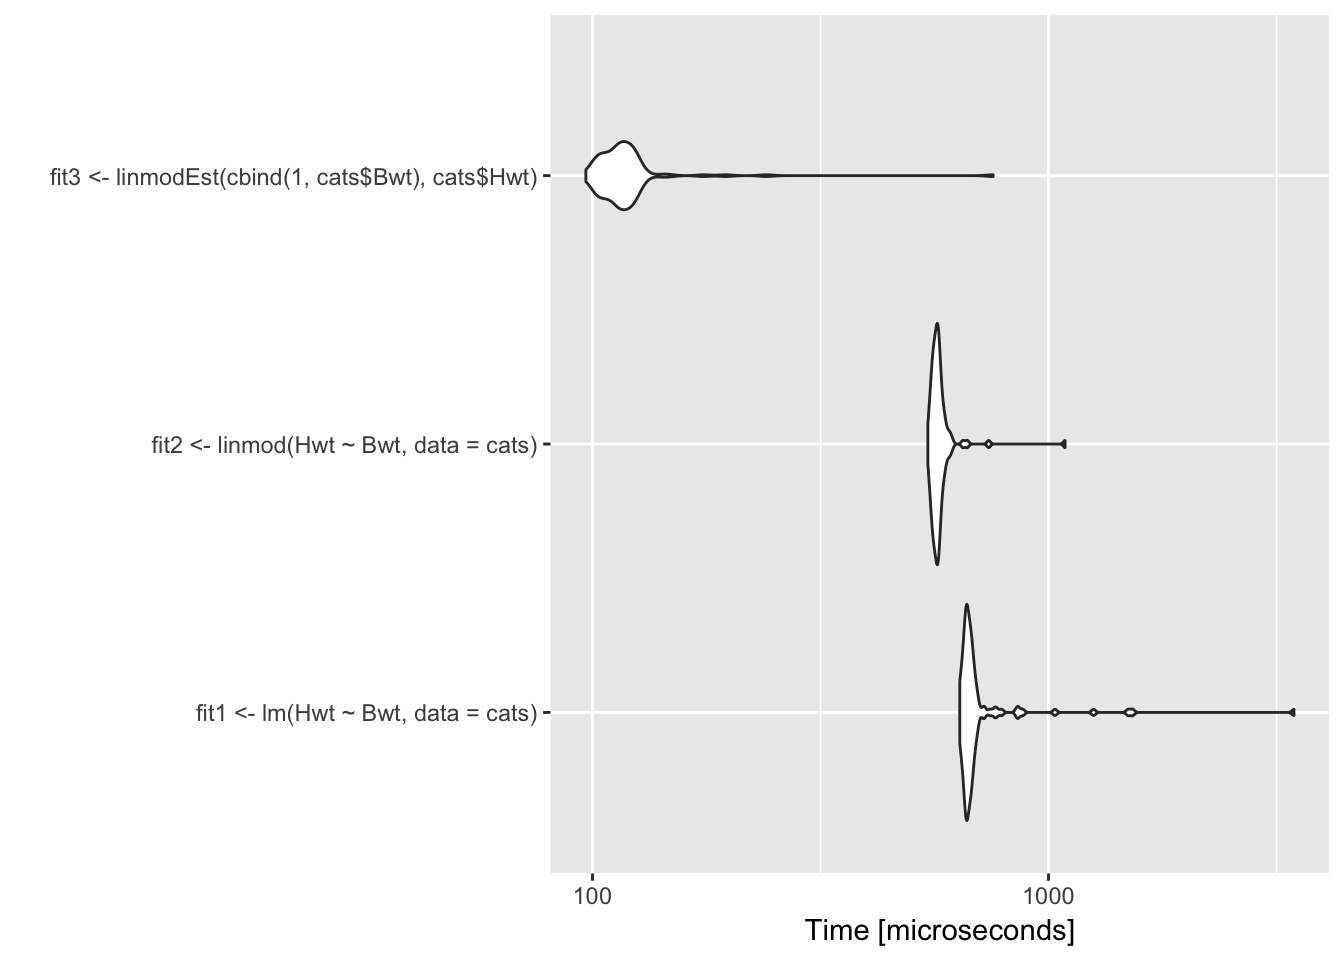 fit3 <- linmodEst(cbind(1, cats$Bwt), cats$Hwt)
fit2 <- linmod(Hwt ~ Bwt, data = cats)
fit1 <- lm(Hwt ~ Bwt, data = cats)
100 1000
Time [microseconds]